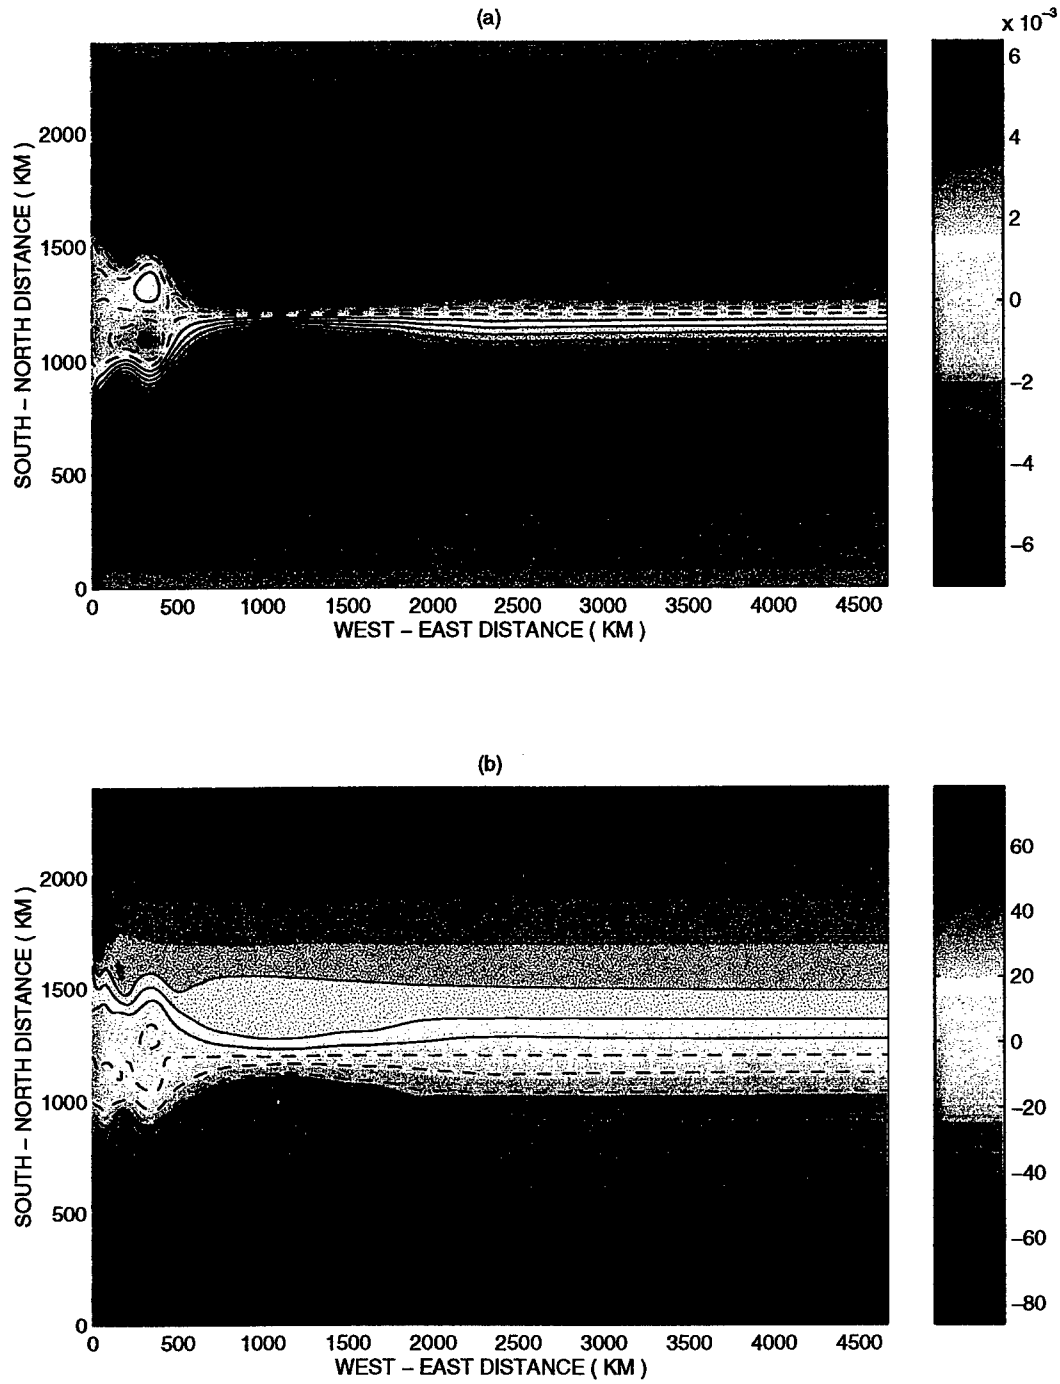 (a)
x 10⁻³
6
4
2
0
−2
−4
−6
SOUTH − NORTH DISTANCE ( KM )
2000
1500
1000
500
0
0 500 1000 1500 2000 2500 3000 3500 4000 4500
WEST − EAST DISTANCE ( KM )
(b)
60
40
20
0
−20
−40
−60
−80
SOUTH − NORTH DISTANCE ( KM )
2000
1500
1000
500
0
0 500 1000 1500 2000 2500 3000 3500 4000 4500
WEST − EAST DISTANCE ( KM )